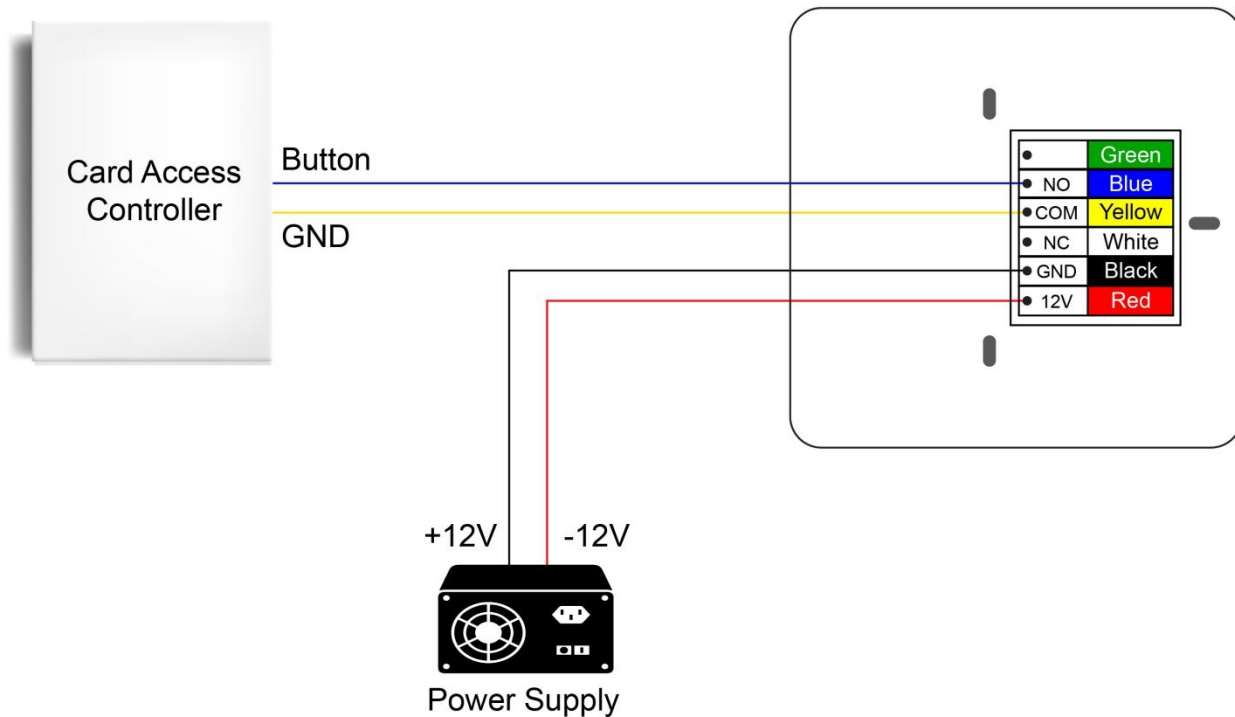 Card Access
Controller
Button
GND
Green
NO Blue
COM Yellow
NC White
GND Black
12V Red
+12V -12V
Power Supply